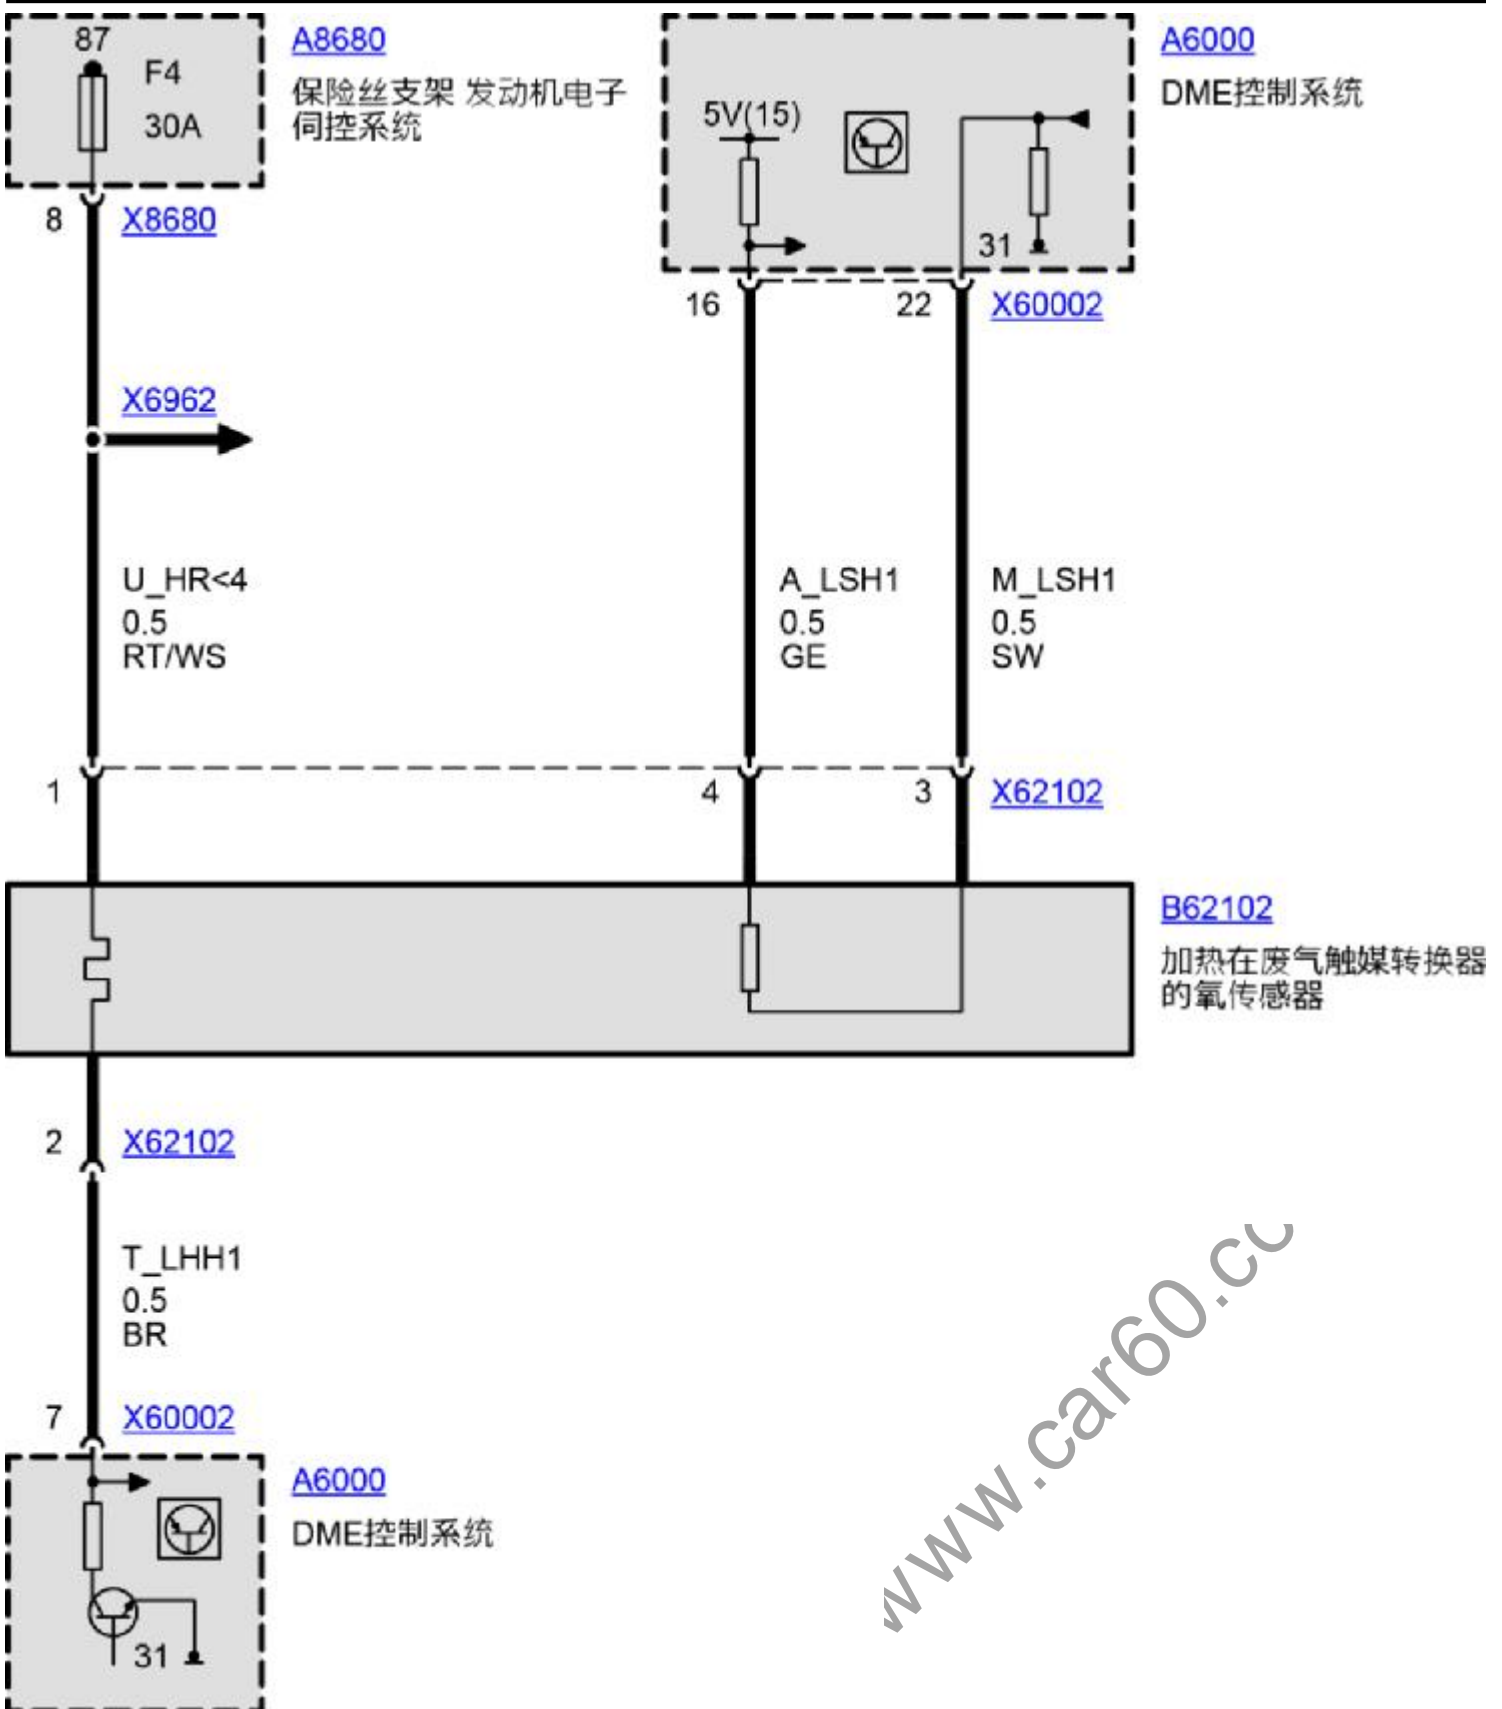 87
F4
30A
A8680
保险丝支架 发动机电子
伺控系统
8
X8680
5V(15)
31
A6000
DME控制系统
16
22
X60002
X6962
U_HR<4
0.5
RT/WS
A_LSH1
0.5
GE
M_LSH1
0.5
SW
1
4
3
X62102
B62102
加热在废气触媒转换器
的氧传感器
2
X62102
T_LHH1
0.5
BR
7
X60002
A6000
DME控制系统
31
www.car60.cc